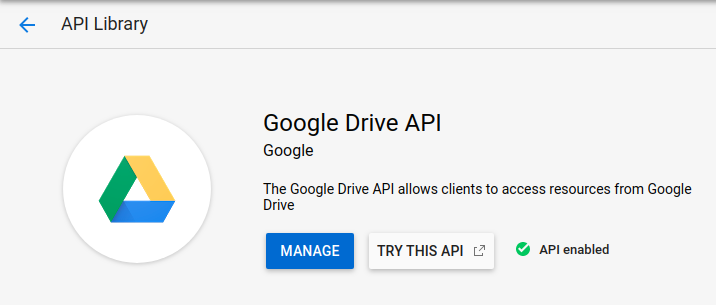 API Library
Google Drive API
Google
The Google Drive API allows clients to access resources from Google
Drive
MANAGE
TRY THIS API
API enabled